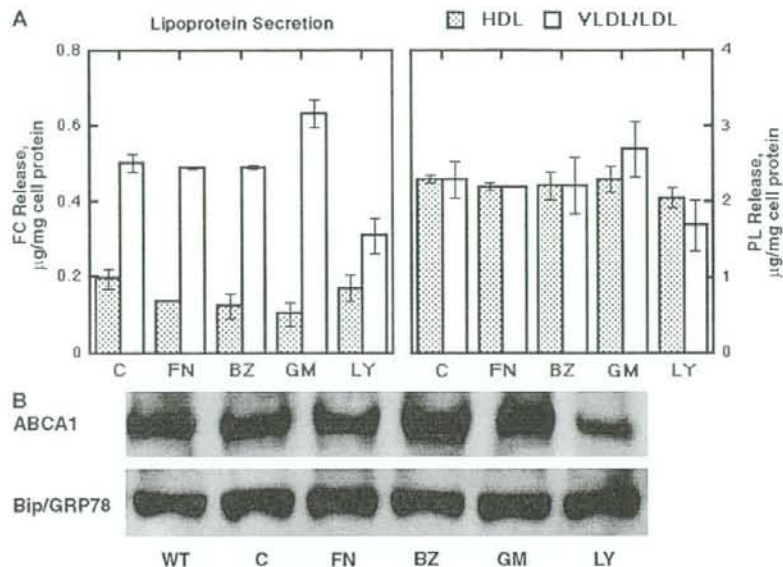 A
Lipoprotein Secretion
HDL
VLDL/LDL
FC Release,
μg/mg cell protein
0.8
0.6
0.4
0.2
0
C FN BZ GM LY
C FN BZ GM LY
4
3
2
1
0
PL Release,
μg/mg cell protein
B
ABCA1
Bip/GRP78
WT C FN BZ GM LY